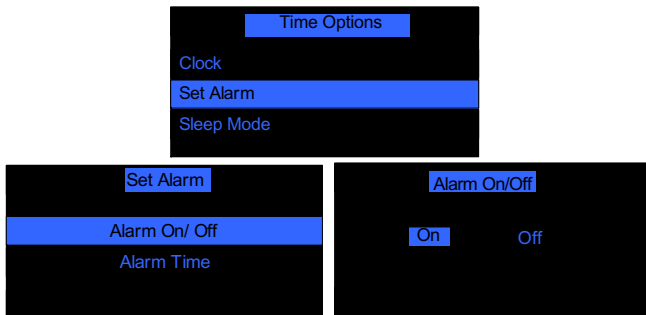 Time Options
Clock
Set Alarm
Sleep Mode
Set Alarm
Alarm On/ Off
Alarm Time
Alarm On/Off
On Off